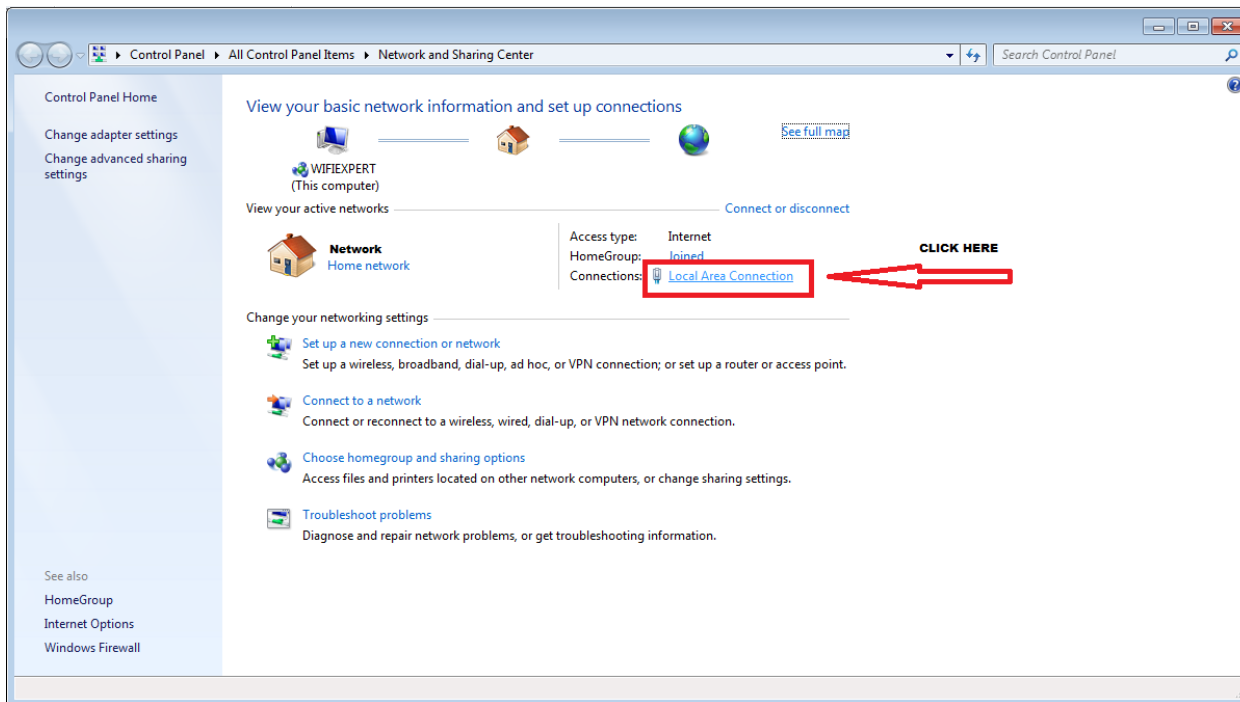 Control Panel All Control Panel Items Network and Sharing Center
Search Control Panel
Control Panel Home
Change adapter settings
Change advanced sharing
settings
View your basic network information and set up connections
See full map
WIFIEXPERT
(This computer)
View your active networks
Connect or disconnect
Network
Home network
Access type: Internet
HomeGroup: Joined
Connections: Local Area Connection
CLICK HERE
Change your networking settings
Set up a new connection or network
Set up a wireless, broadband, dial-up, ad hoc, or VPN connection; or set up a router or access point.
Connect to a network
Connect or reconnect to a wireless, wired, dial-up, or VPN network connection.
Choose homegroup and sharing options
Access files and printers located on other network computers, or change sharing settings.
Troubleshoot problems
Diagnose and repair network problems, or get troubleshooting information.
See also
HomeGroup
Internet Options
Windows Firewall